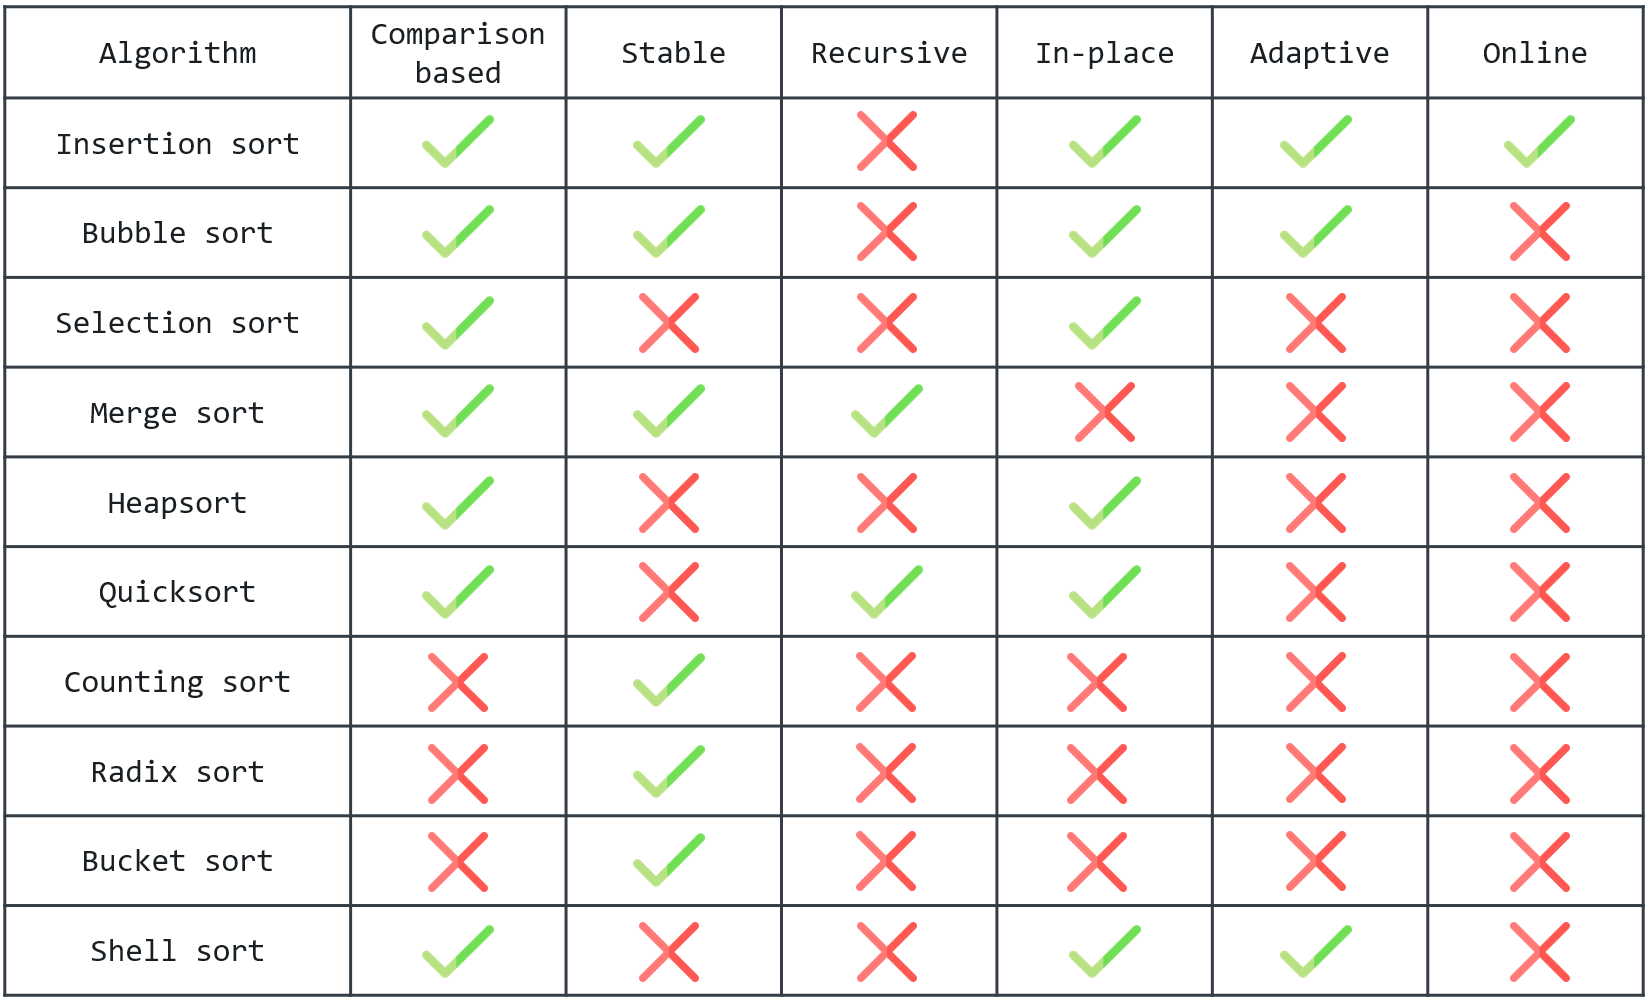 Algorithm
Comparison
based
Stable
Recursive
In-place
Adaptive
Online
Insertion sort
Bubble sort
Selection sort
Merge sort
Heapsort
Quicksort
Counting sort
Radix sort
Bucket sort
Shell sort